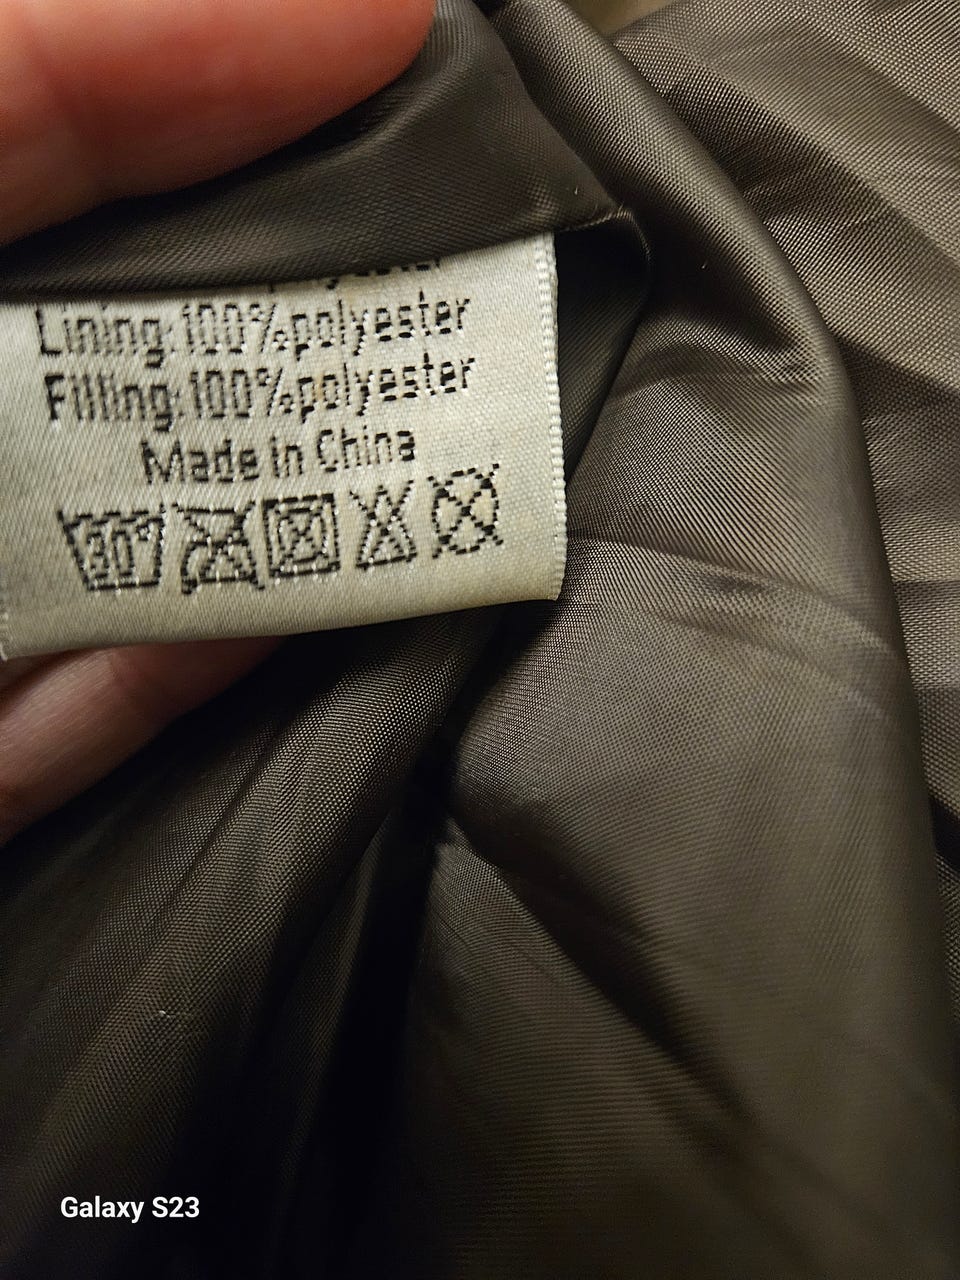 Lining:100%polyester
Filling:100%polyester
Made in China
30°
Galaxy S23